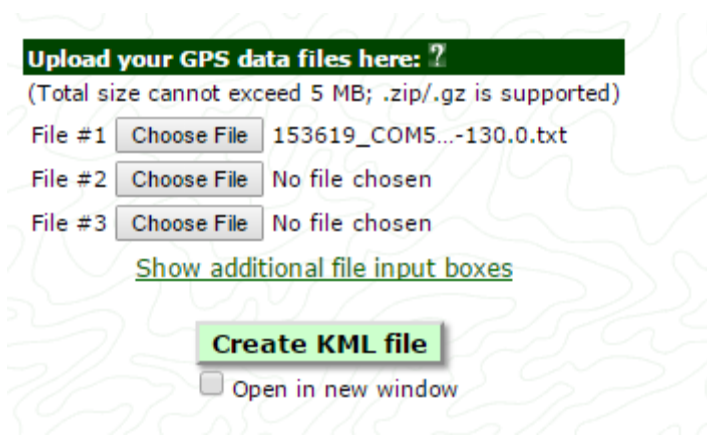 Upload your GPS data files here: ?
(Total size cannot exceed 5 MB; .zip/.gz is supported)
File #1 Choose File 153619_COM5...-130.0.txt
File #2 Choose File No file chosen
File #3 Choose File No file chosen
Show additional file input boxes
Create KML file
Open in new window